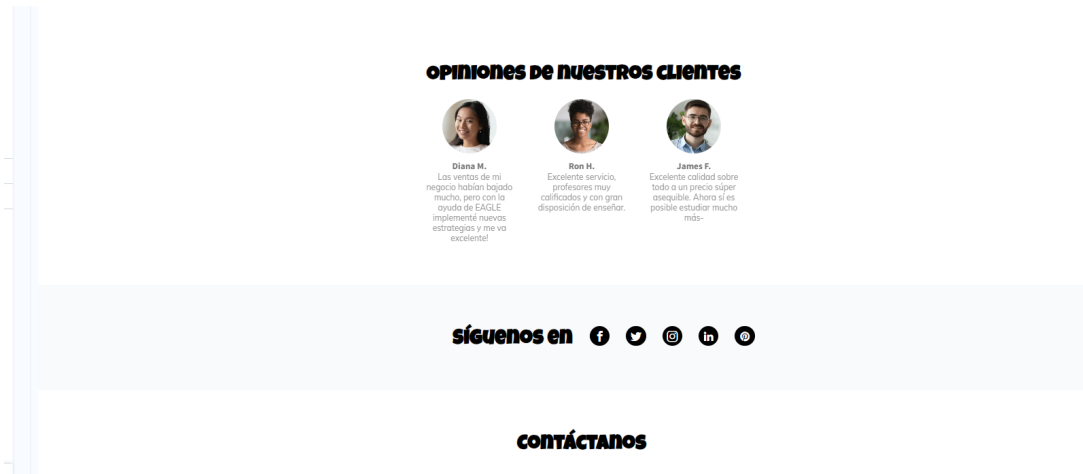 OPINIONES DE NUESTROS CLIENTES
Diana M.
Las ventas de mi
negocio habían bajado
mucho, pero con la
ayuda de EAGLE
implementé nuevas
estrategias y me va
excelente!
Ron H.
Excelente servicio,
profesores muy
calificados y con gran
disposición de enseñar.
James F.
Excelente calidad sobre
todo a un precio súper
asequible. Ahora sí es
posible estudiar mucho
más-
SÍGUENOS EN
CONTÁCTANOS